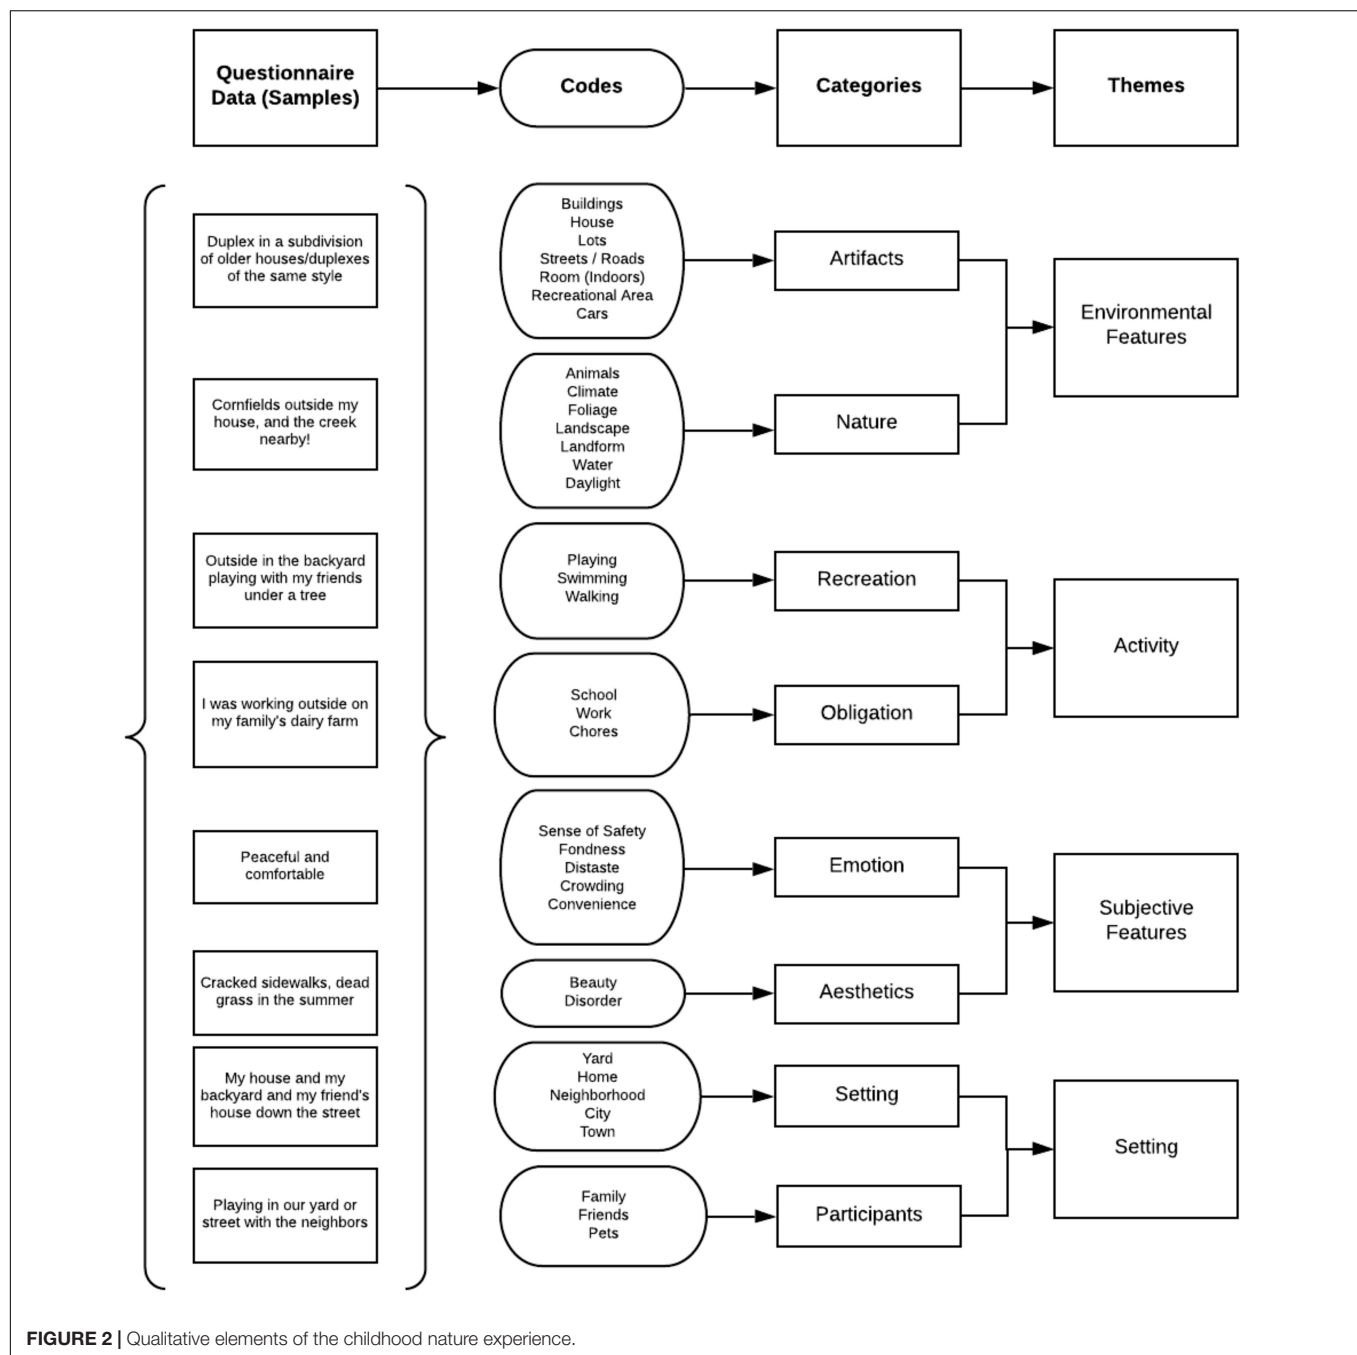 Questionnaire
Data (Samples)
Codes
Categories
Themes
Duplex in a subdivision
of older houses/duplexes
of the same style
Buildings
House
Lots
Streets / Roads
Room (Indoors)
Recreational Area
Cars
Artifacts
Environmental
Features
Cornfields outside my
house, and the creek
nearby!
Animals
Climate
Foliage
Landscape
Landform
Water
Daylight
Nature
Outside in the backyard
playing with my friends
under a tree
Playing
Swimming
Walking
Recreation
Activity
I was working outside on
my family's dairy farm
School
Work
Chores
Obligation
Peaceful and
comfortable
Sense of Safety
Fondness
Distaste
Crowding
Convenience
Emotion
Subjective
Features
Cracked sidewalks, dead
grass in the summer
Beauty
Disorder
Aesthetics
My house and my
backyard and my friend's
house down the street
Yard
Home
Neighborhood
City
Town
Setting
Setting
Playing in our yard or
street with the neighbors
Family
Friends
Pets
Participants
FIGURE 2 | Qualitative elements of the childhood nature experience.